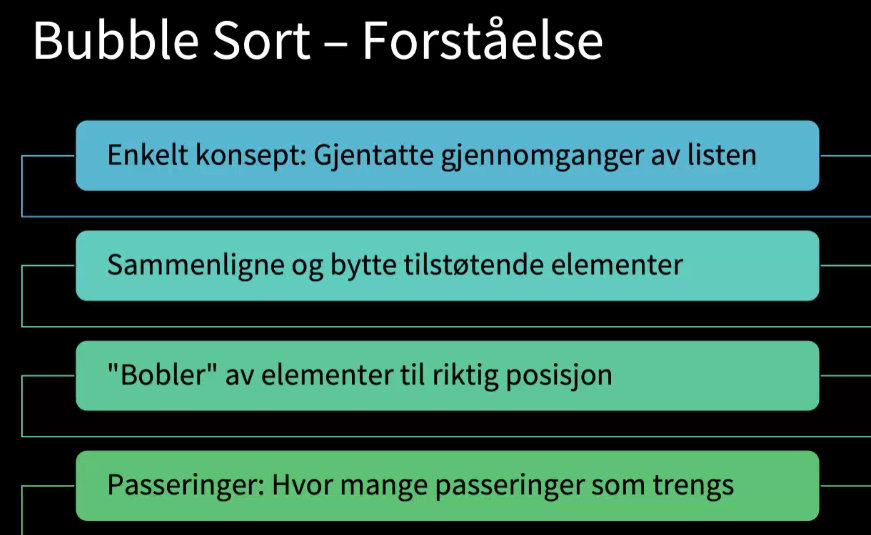 Bubble Sort – Forståelse
Enkelt konsept: Gjentatte gjennomganger av listen
Sammenligne og bytte tilstøtende elementer
"Bobler" av elementer til riktig posisjon
Passeringer: Hvor mange passeringer som trengs